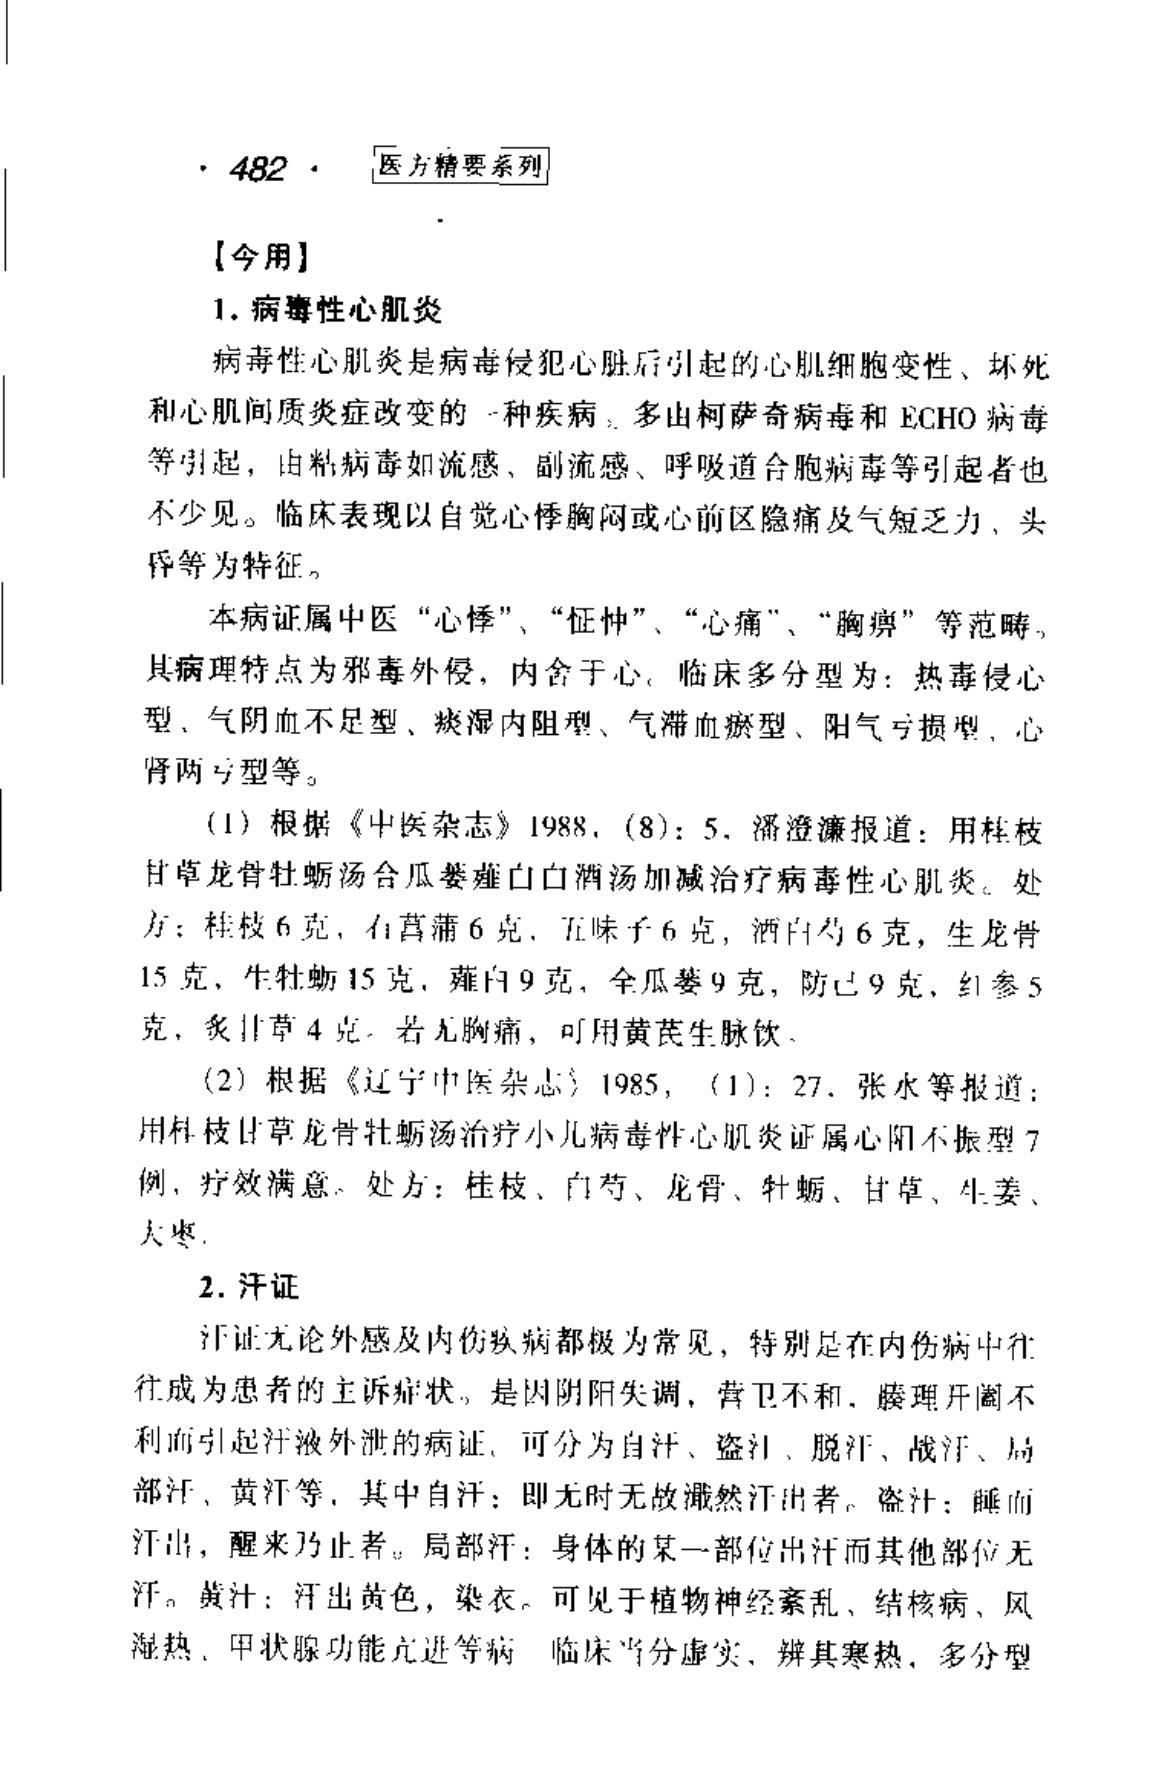 · 482 · 医方精要系列
【今用】
1. 病毒性心肌炎
病毒性心肌炎是病毒侵犯心脏后引起的心肌细胞变性、坏死
和心肌间质炎症改变的一种疾病。多由柯萨奇病毒和 ECHO 病毒
等引起，由粘病毒如流感、副流感、呼吸道合胞病毒等引起者也
不少见。临床表现以自觉心悸胸闷或心前区隐痛及气短乏力、头
昏等为特征。
本病证属中医“心悸”、“怔忡”、“心痛”、“胸痹”等范畴。
其病理特点为邪毒外侵，内舍于心。临床多分型为：热毒侵心
型、气阴血不足型、痰湿内阻型、气滞血瘀型、阳气亏损型、心
肾两亏型等。
(1) 根据《中医杂志》1988，(8)：5．潘澄濂报道：用桂枝
甘草龙骨牡蛎汤合瓜蒌薤白白酒汤加减治疗病毒性心肌炎。处
方：桂枝 6 克，石菖蒲 6 克，五味子 6 克，酒白芍 6 克，生龙骨
15 克，生牡蛎 15 克，薤白 9 克，全瓜蒌 9 克，防己 9 克，红参 5
克，炙甘草 4 克。若无胸痛，可用黄芪生脉饮。
(2) 根据《辽宁中医杂志》1985，(1)：27．张水等报道：
用桂枝甘草龙骨牡蛎汤治疗小儿病毒性心肌炎证属心阳不振型 7
例，疗效满意。处方：桂枝、白芍、龙骨、牡蛎、甘草、生姜、
大枣．
2. 汗证
汗证无论外感及内伤疾病都极为常见，特别是在内伤病中往
往成为患者的主诉症状。是因阴阳失调，营卫不和，腠理开阖不
利而引起汗液外泄的病证。可分为自汗、盗汗、脱汗、战汗、局
部汗、黄汗等，其中自汗：即无时无故濈然汗出者。盗汗：睡而
汗出，醒来乃止者。局部汗：身体的某一部位出汗而其他部位无
汗。黄汁：汗出黄色，染衣。可见于植物神经紊乱、结核病、风
湿热、甲状腺功能亢进等病　临床当分虚实、辨其寒热，多分型